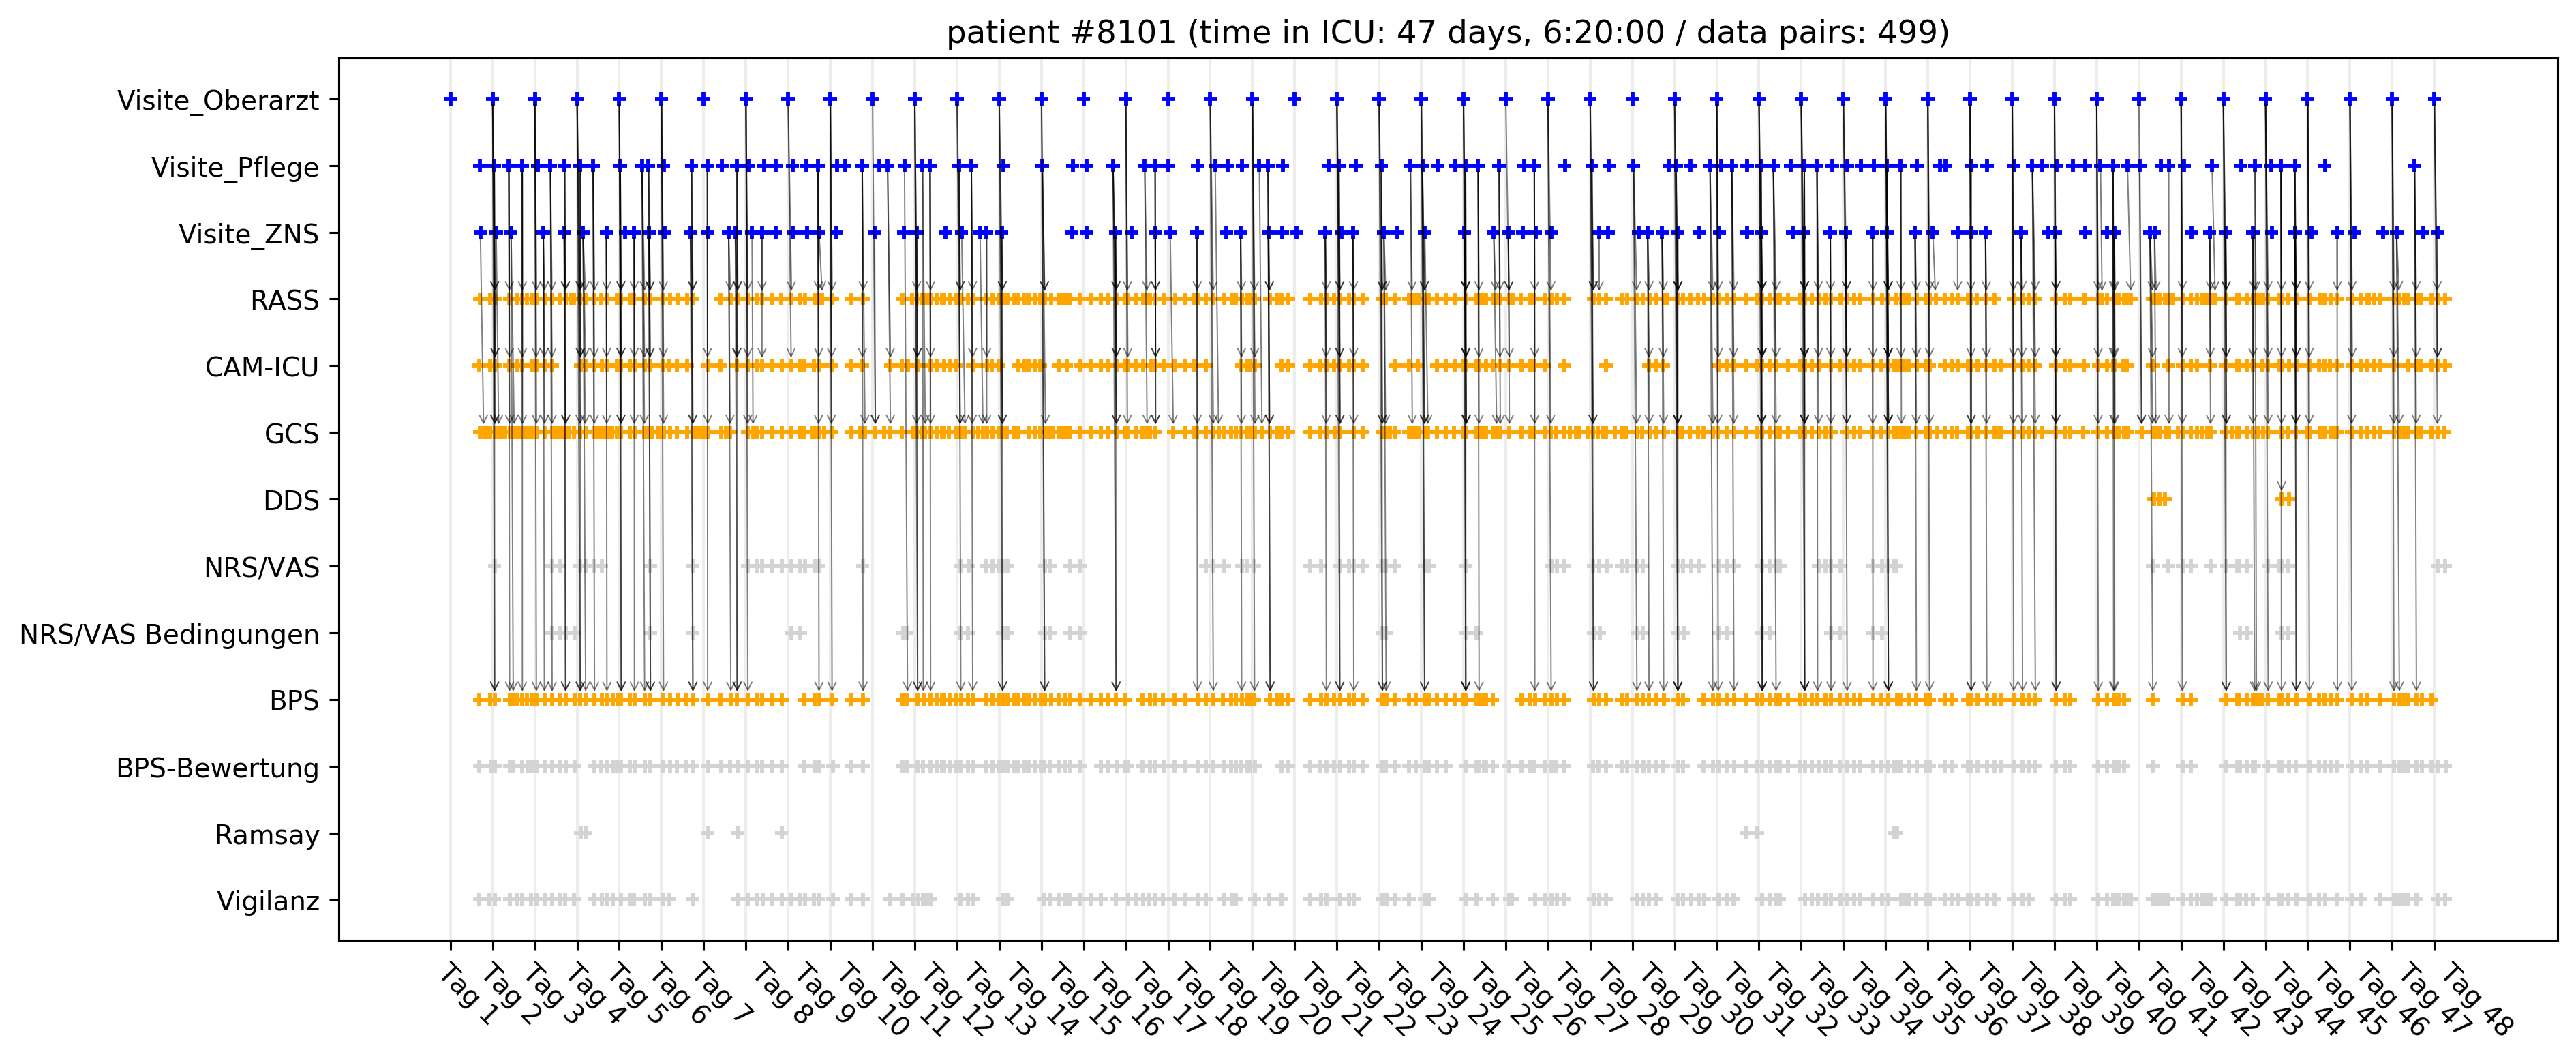 patient #8101 (time in ICU: 47 days, 6:20:00 / data pairs: 499)
Visite_Oberarzt
Visite_Pflege
Visite_ZNS
RASS
CAM-ICU
GCS
DDS
NRS/VAS
NRS/VAS Bedingungen
BPS
BPS-Bewertung
Ramsay
Vigilanz
Tag 1
Tag 2
Tag 3
Tag 4
Tag 5
Tag 6
Tag 7
Tag 8
Tag 9
Tag 10
Tag 11
Tag 12
Tag 13
Tag 14
Tag 15
Tag 16
Tag 17
Tag 18
Tag 19
Tag 20
Tag 21
Tag 22
Tag 23
Tag 24
Tag 25
Tag 26
Tag 27
Tag 28
Tag 29
Tag 30
Tag 31
Tag 32
Tag 33
Tag 34
Tag 35
Tag 36
Tag 37
Tag 38
Tag 39
Tag 40
Tag 41
Tag 42
Tag 43
Tag 44
Tag 45
Tag 46
Tag 47
Tag 48